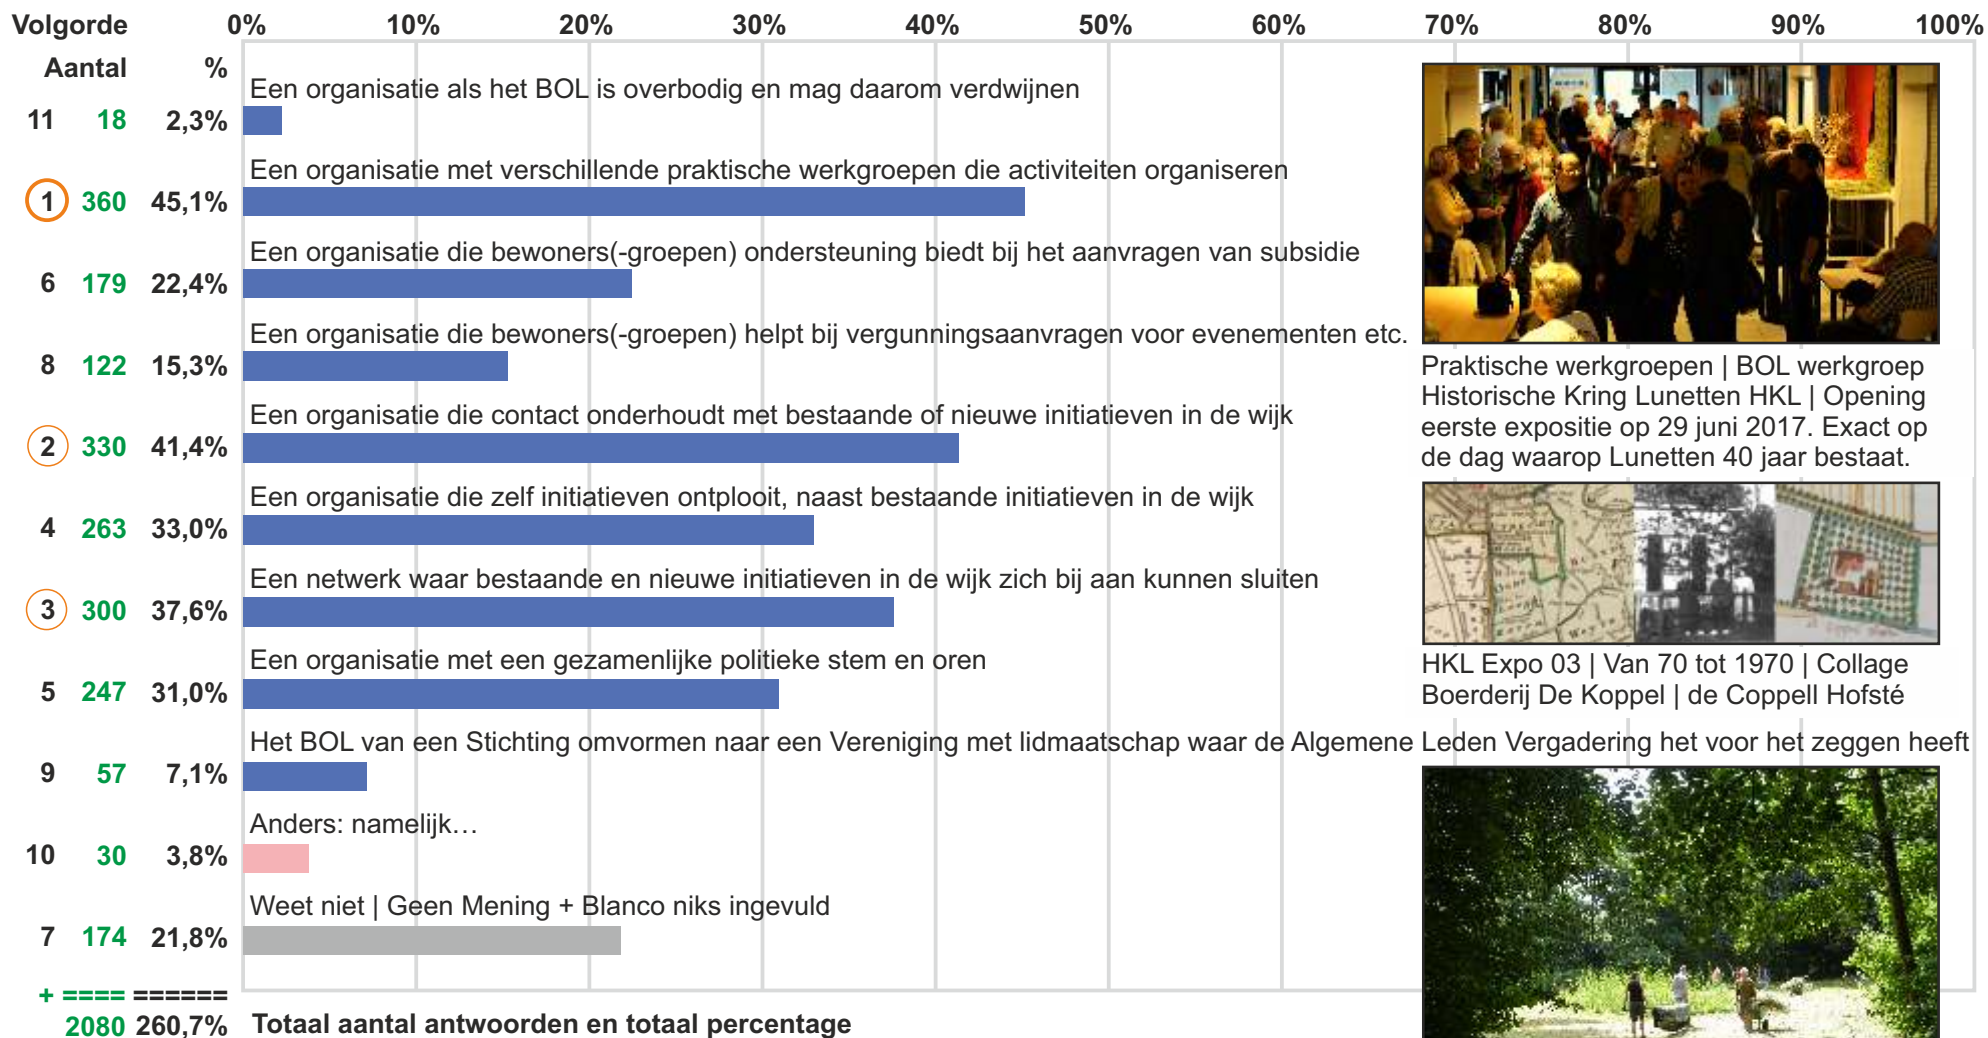 Volgorde 0% 10% 20% 30% 40% 50% 60% 70% 80% 90% 100%
Aantal %
Een organisatie als het BOL is overbodig en mag daarom verdwijnen
11 18 2,3%
Een organisatie met verschillende praktische werkgroepen die activiteiten organiseren
1 360 45,1%
Een organisatie die bewoners(-groepen) ondersteuning biedt bij het aanvragen van subsidie
6 179 22,4%
Een organisatie die bewoners(-groepen) helpt bij vergunningsaanvragen voor evenementen etc.
8 122 15,3%
Een organisatie die contact onderhoudt met bestaande of nieuwe initiatieven in de wijk
2 330 41,4%
Een organisatie die zelf initiatieven ontplooit, naast bestaande initiatieven in de wijk
4 263 33,0%
Een netwerk waar bestaande en nieuwe initiatieven in de wijk zich bij aan kunnen sluiten
3 300 37,6%
Een organisatie met een gezamenlijke politieke stem en oren
5 247 31,0%
Het BOL van een Stichting omvormen naar een Vereniging met lidmaatschap waar de Algemene Leden Vergadering het voor het zeggen heeft
9 57 7,1%
Anders: namelijk…
10 30 3,8%
Weet niet | Geen Mening + Blanco niks ingevuld
7 174 21,8%
+ ==== ======
2080 260,7% Totaal aantal antwoorden en totaal percentage
Praktische werkgroepen | BOL werkgroep
Historische Kring Lunetten HKL | Opening
eerste expositie op 29 juni 2017. Exact op
de dag waarop Lunetten 40 jaar bestaat.
HKL Expo 03 | Van 70 tot 1970 | Collage
Boerderij De Koppel | de Coppell Hofsté